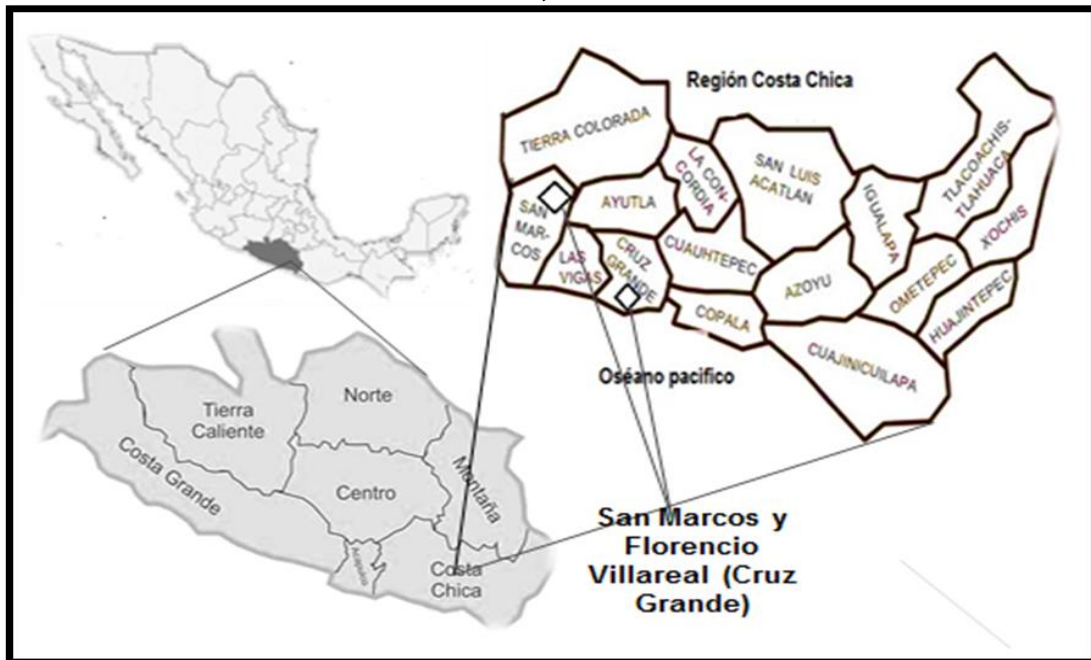 Región Costa Chica
TIERRA COLORADA
LA CON-
CORDIA
SAN LUIS
ACATLAN
IGUALAPA
TLACOACHIS-
TLAHUACA
XOCHIS
SAN
MAR-
COS
AYUTLA
LAS
VIGAS
CRUZ
GRANDE
CUAUHTEPEC
AZOYU
OMETEPEC
HUAJINTEPEC
COPALA
CUAJINICUILAPA
Oséano pacifico
Norte
Tierra
Caliente
Costa Grande
Centro
Montaña
Acapulco
Costa
Chica
San Marcos y
Florencio
Villareal (Cruz
Grande)